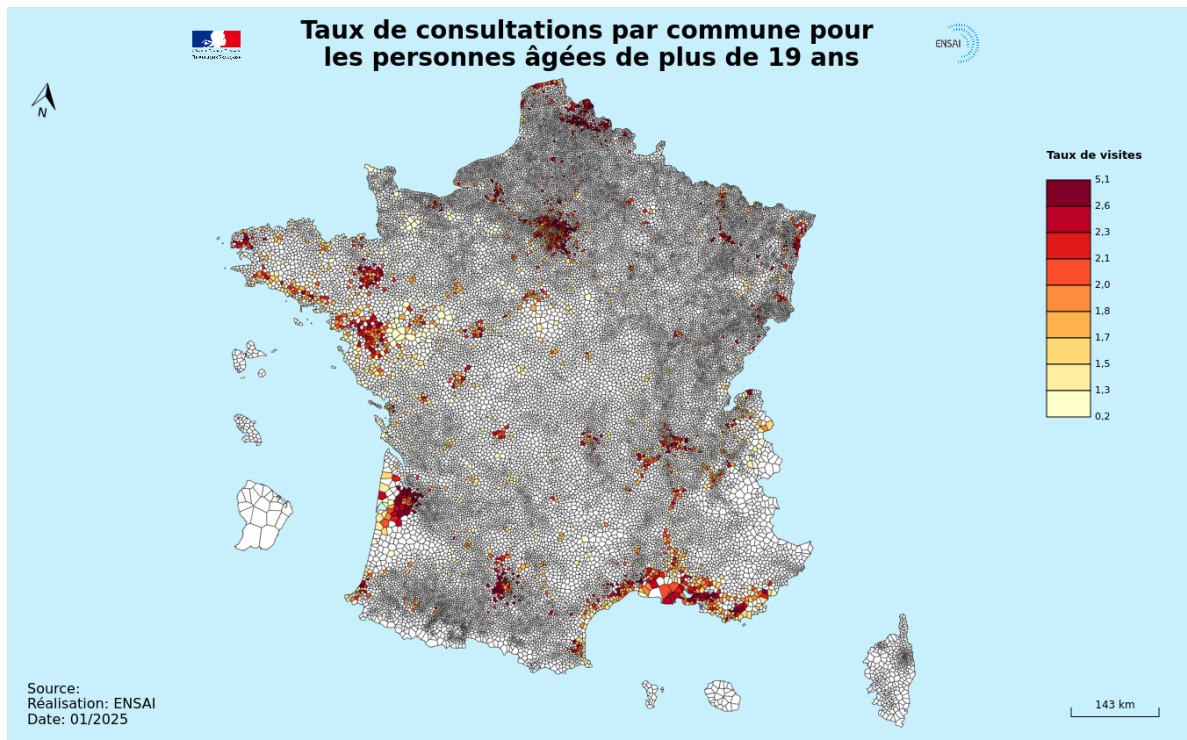 Taux de consultations par commune pour
les personnes âgées de plus de 19 ans
ENSAI
N
Taux de visites
5,1
2,6
2,3
2,1
2,0
1,8
1,7
1,5
1,3
0,2
Source:
Réalisation: ENSAI
Date: 01/2025
143 km